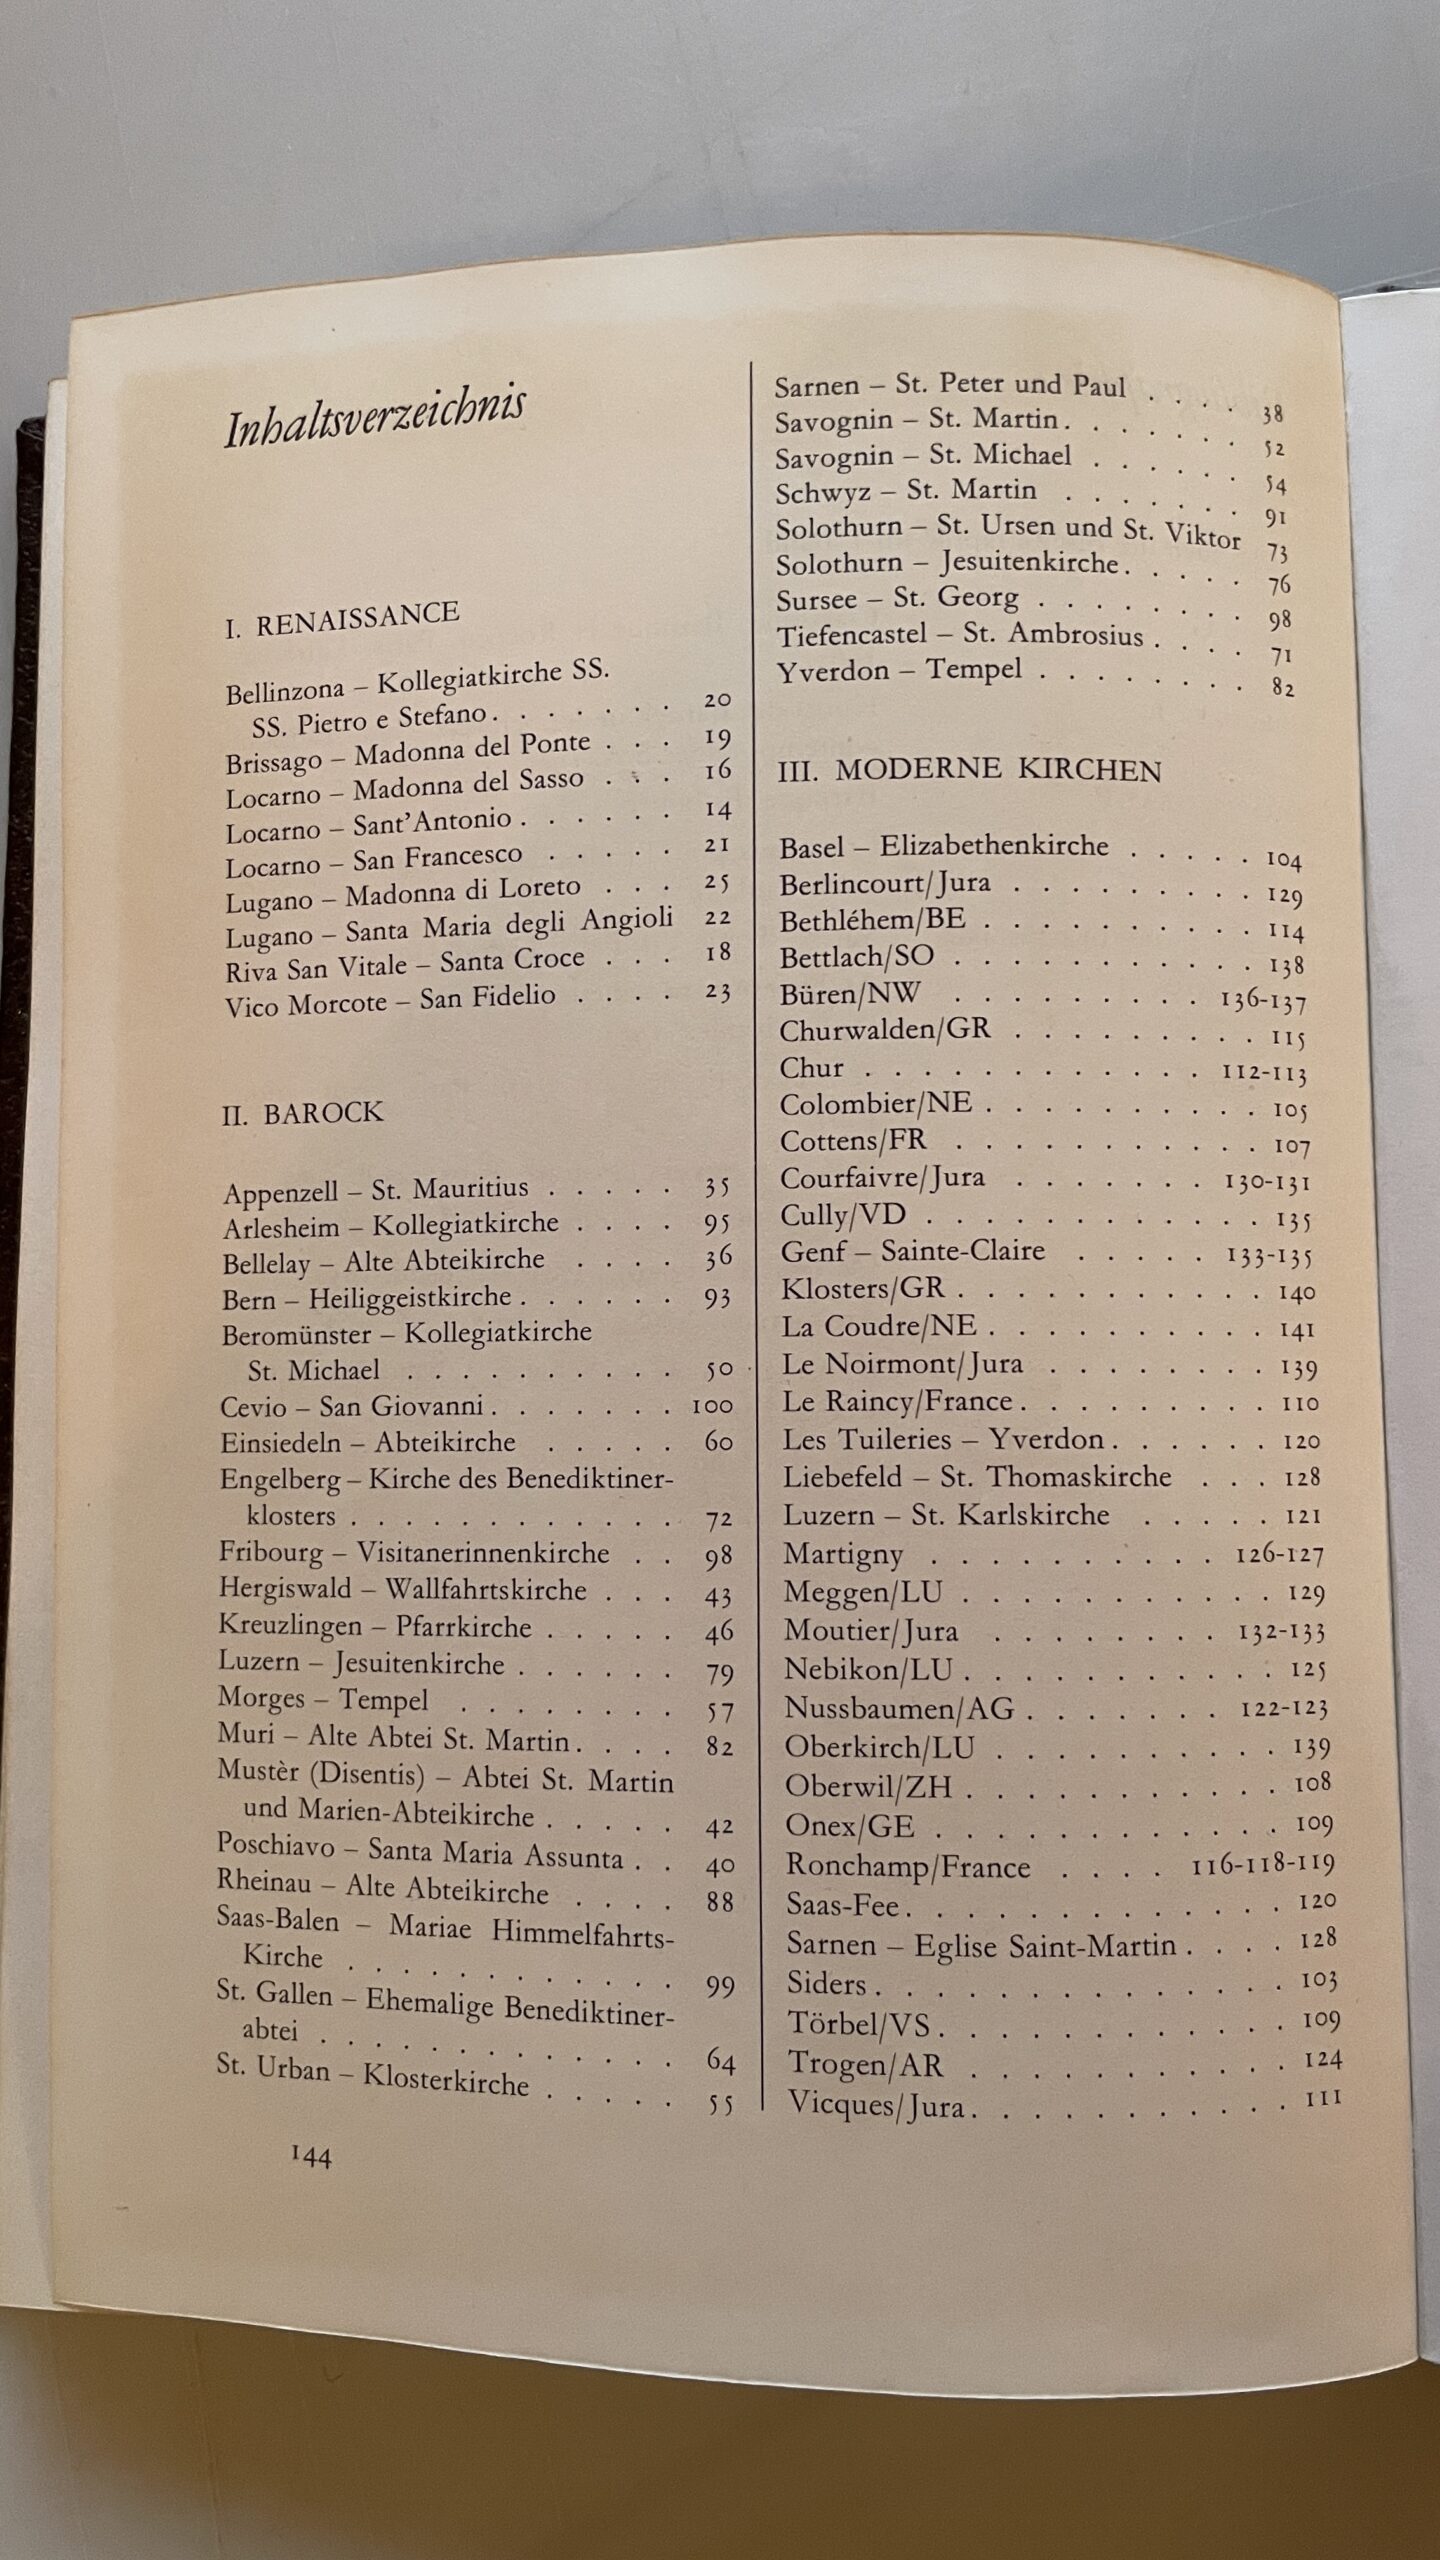 Inhaltsverzeichnis
I. RENAISSANCE
Bellinzona – Kollegiatkirche SS.
SS. Pietro e Stefano . . . . . . . 20
Brissago – Madonna del Ponte . . . 19
Locarno – Madonna del Sasso . . . 16
Locarno – Sant'Antonio . . . . . . 14
Locarno – San Francesco . . . . . 21
Lugano – Madonna di Loreto . . . 25
Lugano – Santa Maria degli Angioli 22
Riva San Vitale – Santa Croce . . . 18
Vico Morcote – San Fidelio . . . . 23
II. BAROCK
Appenzell – St. Mauritius . . . . . 35
Arlesheim – Kollegiatkirche . . . . 95
Bellelay – Alte Abteikirche . . . . 36
Bern – Heiliggeistkirche . . . . . . 93
Beromünster – Kollegiatkirche
St. Michael . . . . . . . . . . 50
Cevio – San Giovanni . . . . . . . 100
Einsiedeln – Abteikirche . . . . . 60
Engelberg – Kirche des Benediktiner-
klosters . . . . . . . . . . . . 72
Fribourg – Visitanerinnenkirche . . 98
Hergiswald – Wallfahrtskirche . . . 43
Kreuzlingen – Pfarrkirche . . . . . 46
Luzern – Jesuitenkirche . . . . . . 79
Morges – Tempel . . . . . . . . 57
Muri – Alte Abtei St. Martin . . . . 82
Mustèr (Disentis) – Abtei St. Martin
und Marien-Abteikirche . . . . . 42
Poschiavo – Santa Maria Assunta . . 40
Rheinau – Alte Abteikirche . . . . 88
Saas-Balen – Mariae Himmelfahrts-
Kirche . . . . . . . . . . . . 99
St. Gallen – Ehemalige Benediktiner-
abtei . . . . . . . . . . . . . 64
St. Urban – Klosterkirche . . . . . 55
144
Sarnen – St. Peter und Paul . . . . 38
Savognin – St. Martin . . . . . . . 52
Savognin – St. Michael . . . . . . 54
Schwyz – St. Martin . . . . . . . 91
Solothurn – St. Ursen und St. Viktor 73
Solothurn – Jesuitenkirche . . . . . 76
Sursee – St. Georg . . . . . . . . 98
Tiefencastel – St. Ambrosius . . . . 71
Yverdon – Tempel . . . . . . . . 82
III. MODERNE KIRCHEN
Basel – Elizabethenkirche . . . . . 104
Berlincourt/Jura . . . . . . . . . 129
Bethléhem/BE . . . . . . . . . . 114
Bettlach/SO . . . . . . . . . . . 138
Büren/NW . . . . . . . . . 136-137
Churwalden/GR . . . . . . . . . 115
Chur . . . . . . . . . . . . 112-113
Colombier/NE . . . . . . . . . . 105
Cottens/FR . . . . . . . . . . . 107
Courfaivre/Jura . . . . . . . 130-131
Cully/VD . . . . . . . . . . . . 135
Genf – Sainte-Claire . . . . . 133-135
Klosters/GR . . . . . . . . . . . 140
La Coudre/NE . . . . . . . . . . 141
Le Noirmont/Jura . . . . . . . . 139
Le Raincy/France . . . . . . . . . 110
Les Tuileries – Yverdon . . . . . . 120
Liebefeld – St. Thomaskirche . . . 128
Luzern – St. Karlskirche . . . . . 121
Martigny . . . . . . . . . . 126-127
Meggen/LU . . . . . . . . . . . 129
Moutier/Jura . . . . . . . . 132-133
Nebikon/LU . . . . . . . . . . . 125
Nussbaumen/AG . . . . . . . 122-123
Oberkirch/LU . . . . . . . . . . 139
Oberwil/ZH . . . . . . . . . . . 108
Onex/GE . . . . . . . . . . . . 109
Ronchamp/France . . . . 116-118-119
Saas-Fee . . . . . . . . . . . . . 120
Sarnen – Eglise Saint-Martin . . . . 128
Siders . . . . . . . . . . . . . . 103
Törbel/VS . . . . . . . . . . . . 109
Trogen/AR . . . . . . . . . . . 124
Vicques/Jura . . . . . . . . . . . 111